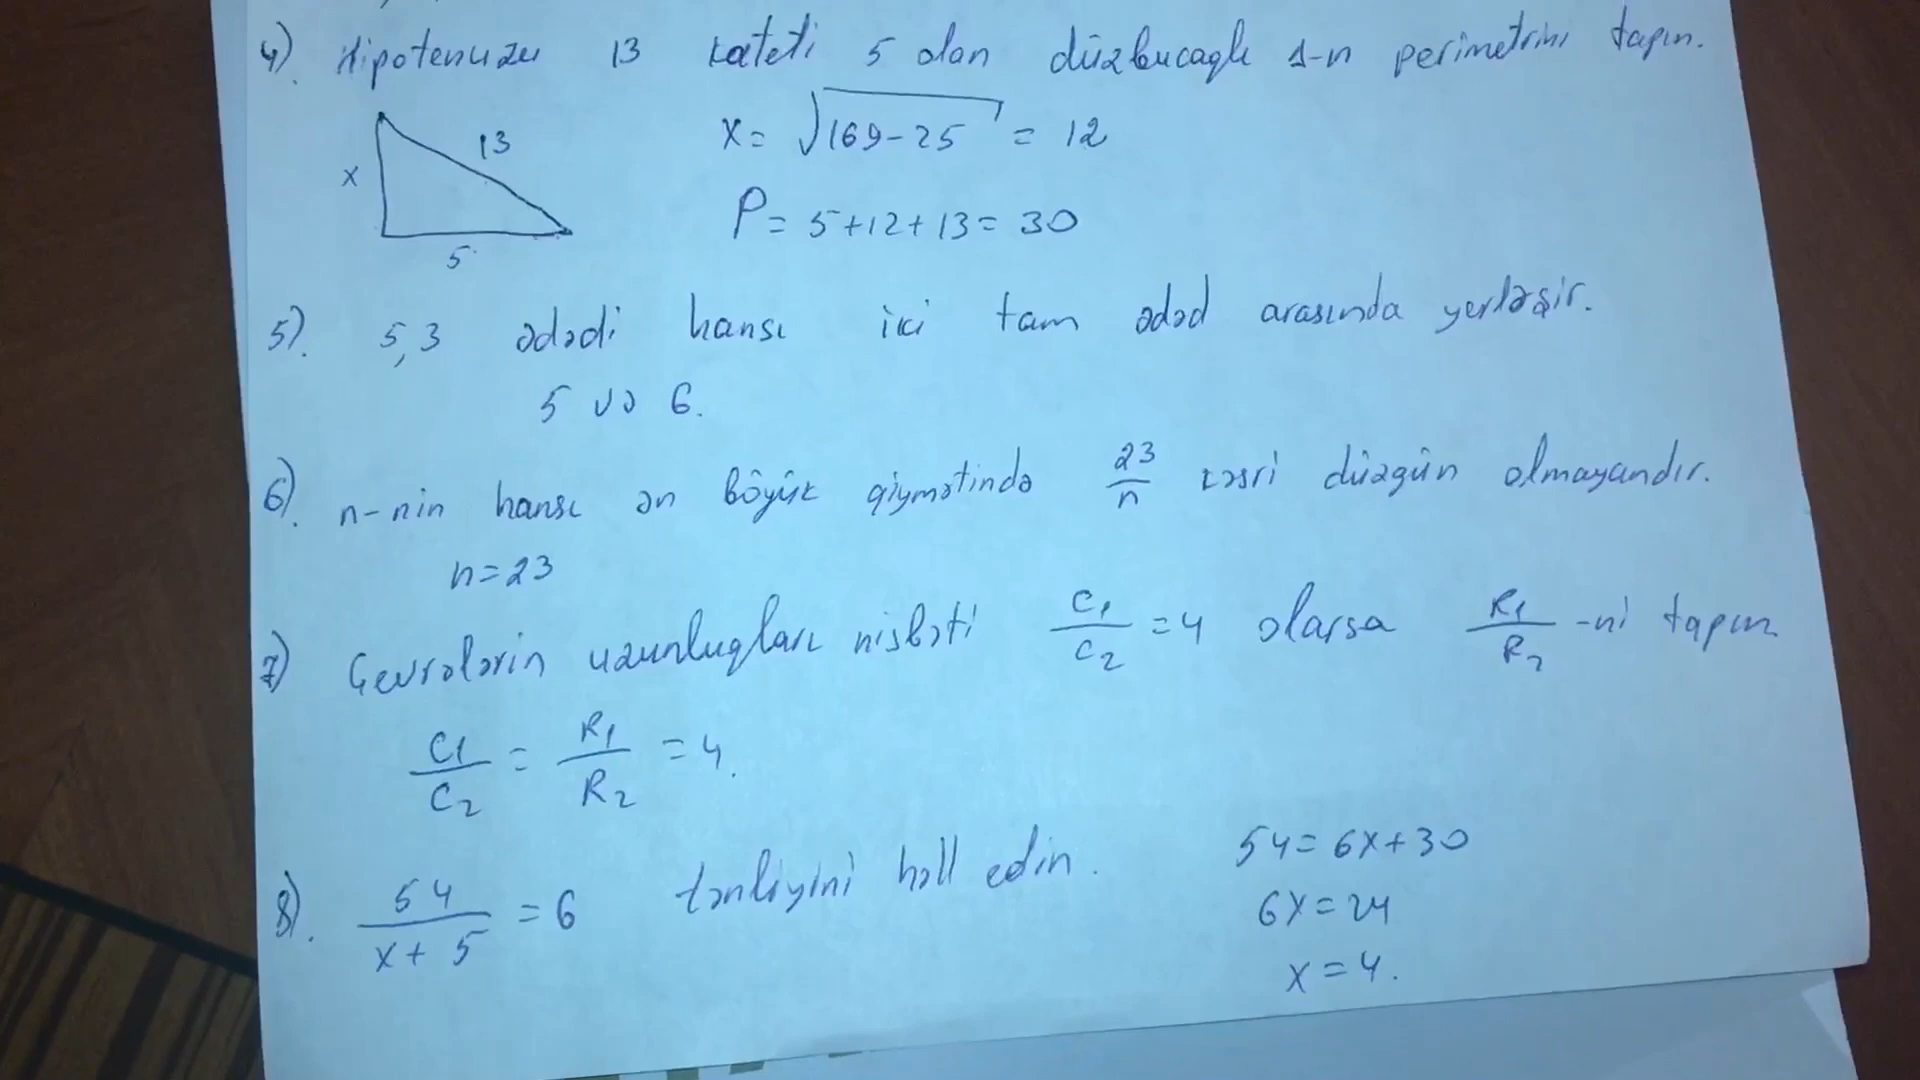 4). Hipotenuzu 13 kateti 5 olan düzbucaqlı Δ-n perimetrini tapın.
x 13 5
x = √169-25 = 12
P = 5+12+13 = 30
5). 5,3 ədədi hansı iki tam ədəd arasında yerləşir.
5 və 6.
6). n-nin hansı ən böyük qiymətində 23/n kəsri düzgün olmayandır.
n=23
7) Çevrələrin uzunluqları nisbəti C1/C2 = 4 olarsa R1/R2 -ni tapın
C1/C2 = R1/R2 = 4.
8). 54/x+5 = 6 tənliyini həll edin.
54 = 6x+30
6x = 24
x = 4.